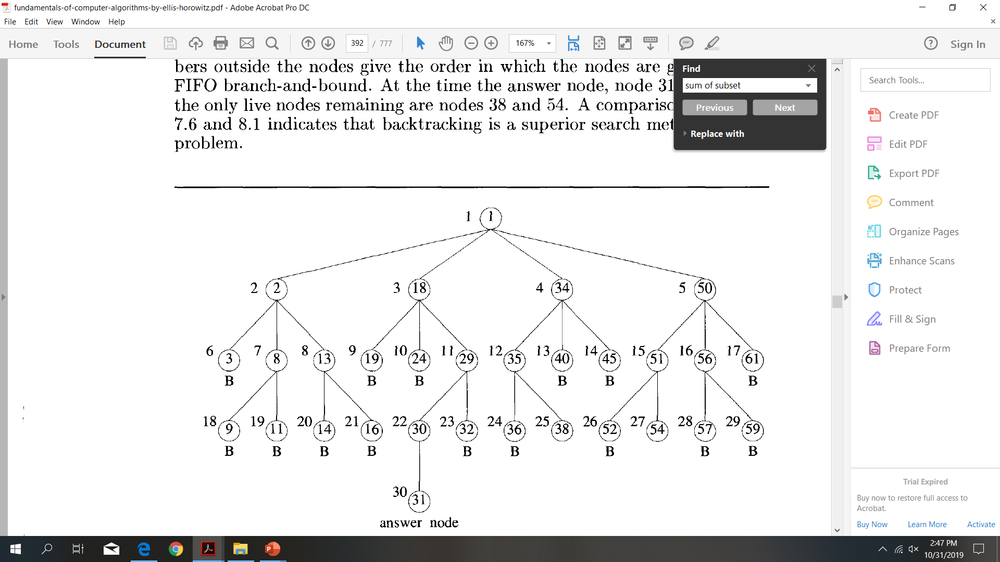 fundamentals-of-computer-algorithms-by-ellis-horowitz.pdf - Adobe Acrobat Pro DC
File Edit View Window Help
Home Tools Document 392 / 777 167% Sign In
bers outside the nodes give the order in which the nodes are g
FIFO branch-and-bound. At the time the answer node, node 31
the only live nodes remaining are nodes 38 and 54. A compariso
7.6 and 8.1 indicates that backtracking is a superior search met
problem.
Find
sum of subset
Previous Next
Replace with
1 1
2 2 3 18 4 34 5 50
6 3 7 8 8 13 9 19 10 24 11 29 12 35 13 40 14 45 15 51 16 56 17 61
B B B B B B
18 9 19 11 20 14 21 16 22 30 23 32 24 36 25 38 26 52 27 54 28 57 29 59
B B B B B B B B B
30 31
answer node
Search Tools...
Create PDF
Edit PDF
Export PDF
Comment
Organize Pages
Enhance Scans
Protect
Fill & Sign
Prepare Form
Trial Expired
Buy now to restore full access to
Acrobat.
Buy Now Learn More Activate
2:47 PM
10/31/2019